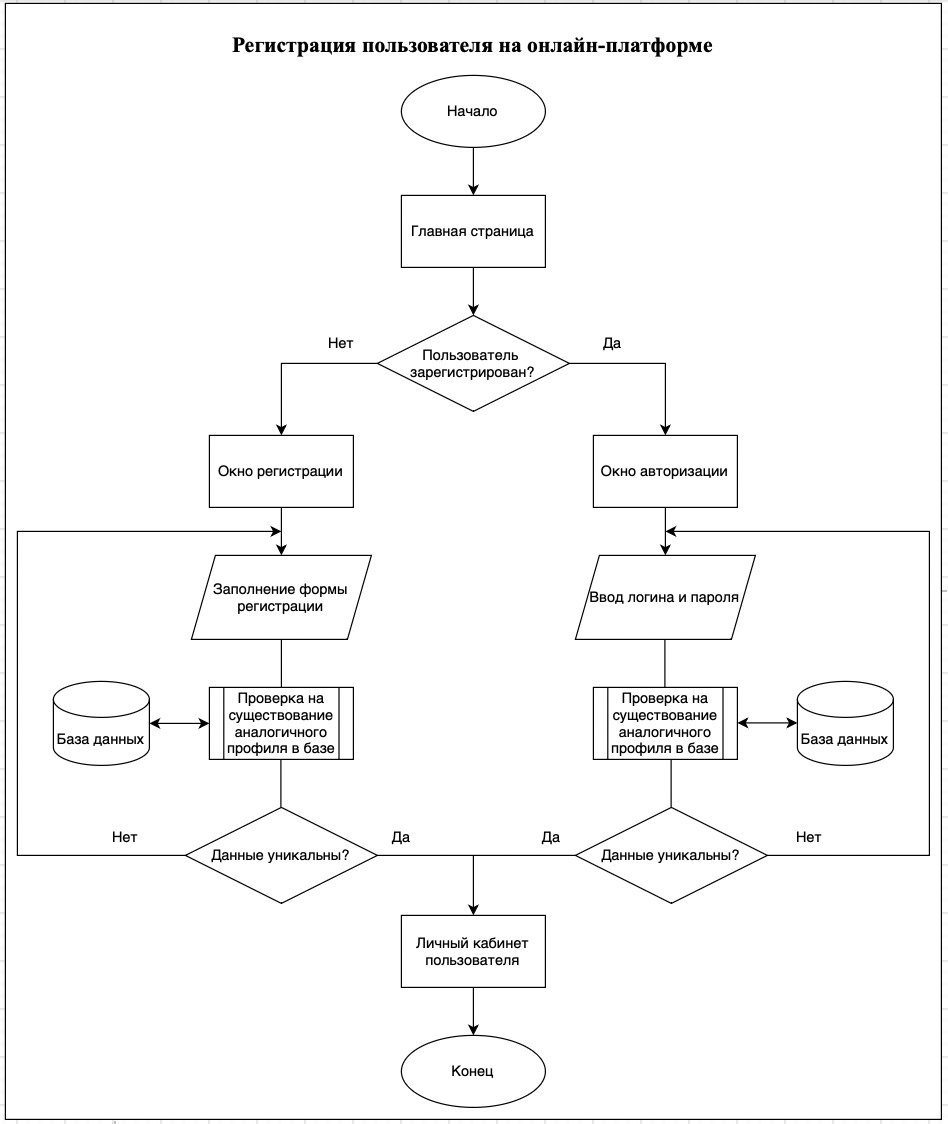 Регистрация пользователя на онлайн-платформе
Начало
Главная страница
Нет
Да
Пользователь
зарегистрирован?
Окно регистрации
Окно авторизации
Заполнение формы
регистрации
Ввод логина и пароля
База данных
Проверка на
существование
аналогичного
профиля в базе
Проверка на
существование
аналогичного
профиля в базе
База данных
Нет
Данные уникальны?
Да
Да
Данные уникальны?
Нет
Личный кабинет
пользователя
Конец